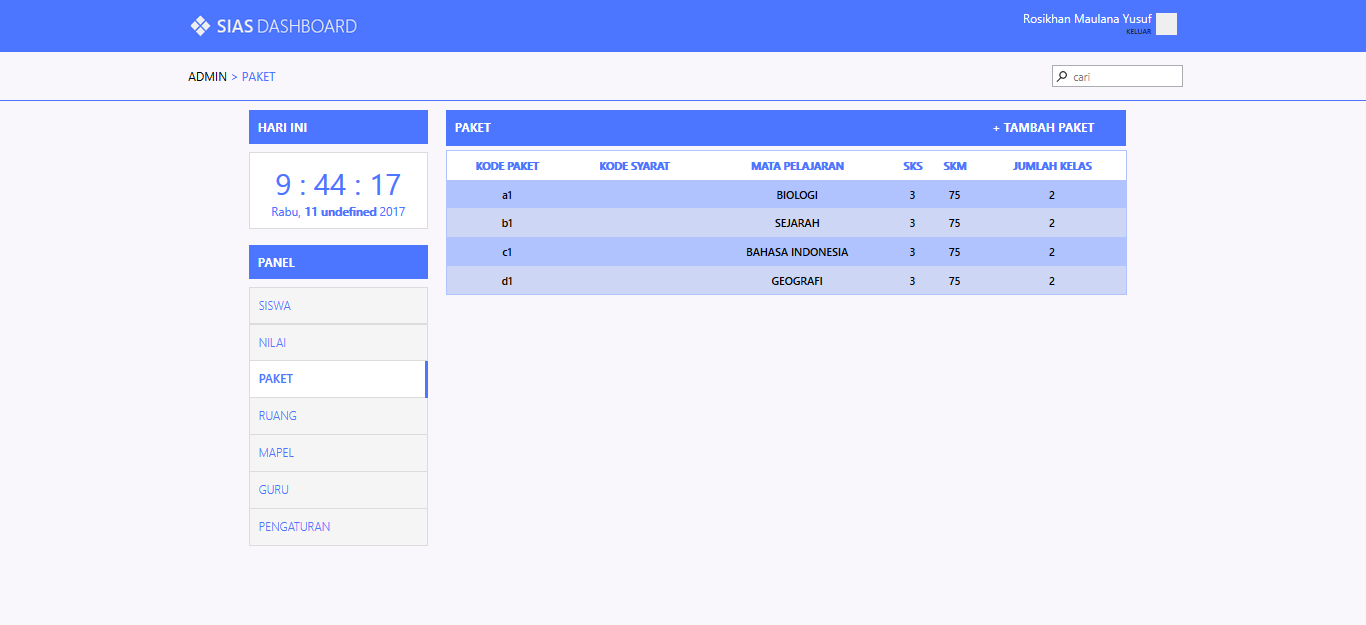 SIAS DASHBOARD
Rosikhan Maulana Yusuf
KELUAR
ADMIN > PAKET
cari
HARI INI
9 : 44 : 17
Rabu, 11 undefined 2017
PANEL
SISWA
NILAI
PAKET
RUANG
MAPEL
GURU
PENGATURAN
PAKET + TAMBAH PAKET
KODE PAKET KODE SYARAT MATA PELAJARAN SKS SKM JUMLAH KELAS
a1 BIOLOGI 3 75 2
b1 SEJARAH 3 75 2
c1 BAHASA INDONESIA 3 75 2
d1 GEOGRAFI 3 75 2